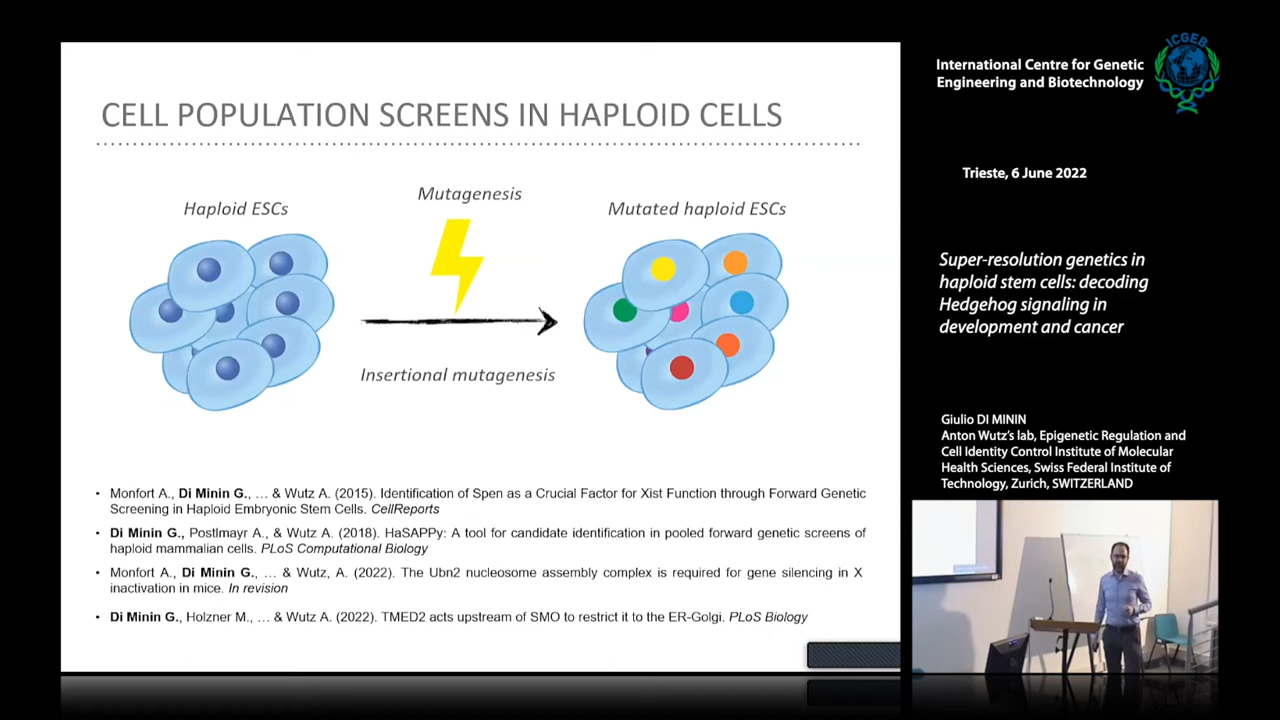 CELL POPULATION SCREENS IN HAPLOID CELLS
Haploid ESCs
Mutagenesis
Insertional mutagenesis
Mutated haploid ESCs
• Monfort A., Di Minin G., … & Wutz A. (2015). Identification of Spen as a Crucial Factor for Xist Function through Forward Genetic
Screening in Haploid Embryonic Stem Cells. CellReports
• Di Minin G., Postlmayr A., & Wutz A. (2018). HaSAPPy: A tool for candidate identification in pooled forward genetic screens of
haploid mammalian cells. PLoS Computational Biology
• Monfort A., Di Minin G., … & Wutz, A. (2022). The Ubn2 nucleosome assembly complex is required for gene silencing in X
inactivation in mice. In revision
• Di Minin G., Holzner M., … & Wutz A. (2022). TMED2 acts upstream of SMO to restrict it to the ER-Golgi. PLoS Biology
International Centre for Genetic
Engineering and Biotechnology
ICGEB
Trieste, 6 June 2022
Super-resolution genetics in
haploid stem cells: decoding
Hedgehog signaling in
development and cancer
Giulio DI MININ
Anton Wutz’s lab, Epigenetic Regulation and
Cell Identity Control Institute of Molecular
Health Sciences, Swiss Federal Institute of
Technology, Zurich, SWITZERLAND